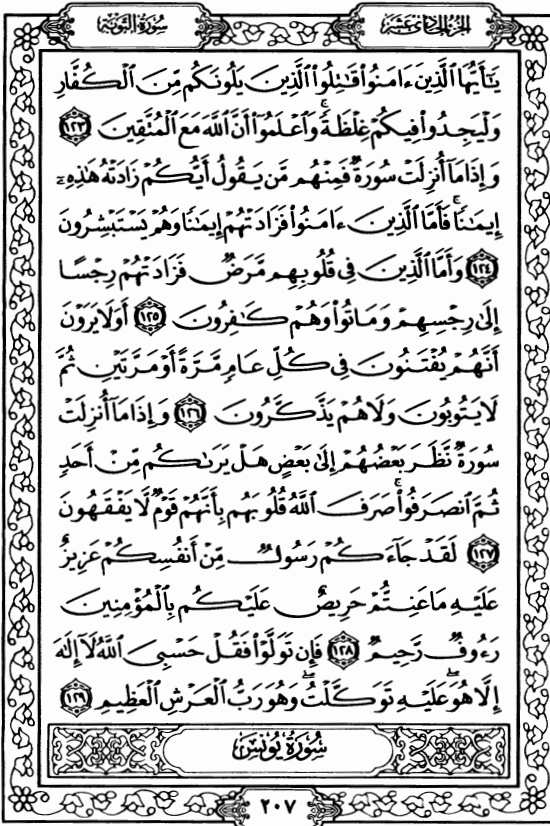 الجزء الحادي عشر
سورة التوبة
يَـٰٓأَيُّهَا ٱلَّذِينَ ءَامَنُوا۟ قَـٰتِلُوا۟ ٱلَّذِينَ يَلُونَكُم مِّنَ ٱلْكُفَّارِ
وَلْيَجِدُوا۟ فِيكُمْ غِلْظَةً ۚ وَٱعْلَمُوٓا۟ أَنَّ ٱللَّهَ مَعَ ٱلْمُتَّقِينَ ١٢٣
وَإِذَا مَآ أُنزِلَتْ سُورَةٌ فَمِنْهُم مَّن يَقُولُ أَيُّكُمْ زَادَتْهُ هَـٰذِهِۦٓ
إِيمَـٰنًا ۚ فَأَمَّا ٱلَّذِينَ ءَامَنُوا۟ فَزَادَتْهُمْ إِيمَـٰنًا وَهُمْ يَسْتَبْشِرُونَ
١٢٤ وَأَمَّا ٱلَّذِينَ فِى قُلُوبِهِم مَّرَضٌ فَزَادَتْهُمْ رِجْسًا
إِلَىٰ رِجْسِهِمْ وَمَاتُوا۟ وَهُمْ كَـٰفِرُونَ ١٢٥ أَوَلَا يَرَوْنَ
أَنَّهُمْ يُفْتَنُونَ فِى كُلِّ عَامٍ مَّرَّةً أَوْ مَرَّتَيْنِ ثُمَّ
لَا يَتُوبُونَ وَلَا هُمْ يَذَّكَّرُونَ ١٢٦ وَإِذَا مَآ أُنزِلَتْ
سُورَةٌ نَّظَرَ بَعْضُهُمْ إِلَىٰ بَعْضٍ هَلْ يَرَىٰكُم مِّنْ أَحَدٍ
ثُمَّ ٱنصَرَفُوا۟ ۚ صَرَفَ ٱللَّهُ قُلُوبَهُم بِأَنَّهُمْ قَوْمٌ لَّا يَفْقَهُونَ
١٢٧ لَقَدْ جَآءَكُمْ رَسُولٌ مِّنْ أَنفُسِكُمْ عَزِيزٌ
عَلَيْهِ مَا عَنِتُّمْ حَرِيصٌ عَلَيْكُم بِٱلْمُؤْمِنِينَ
رَءُوفٌ رَّحِيمٌ ١٢٨ فَإِن تَوَلَّوْا۟ فَقُلْ حَسْبِىَ ٱللَّهُ لَآ إِلَـٰهَ
إِلَّا هُوَ ۖ عَلَيْهِ تَوَكَّلْتُ ۖ وَهُوَ رَبُّ ٱلْعَرْشِ ٱلْعَظِيمِ ١٢٩
سُورَةُ يُونُسَ
٢٠٧